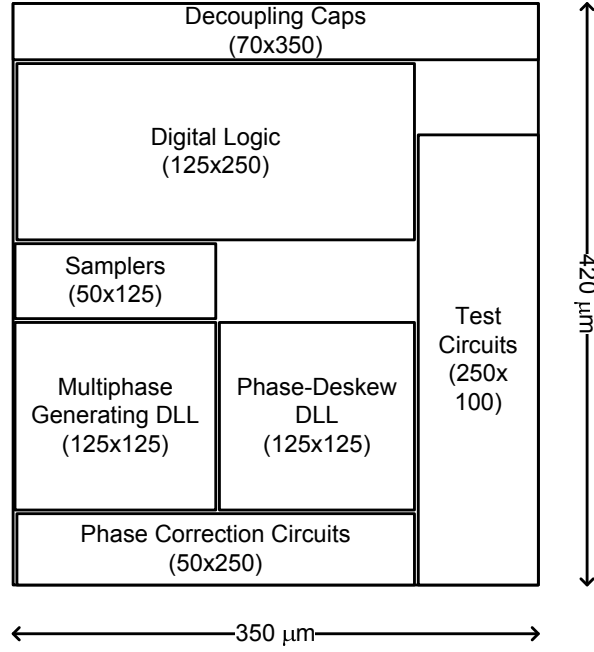 Decoupling Caps
(70x350)
Digital Logic
(125x250)
Samplers
(50x125)
Multiphase
Generating DLL
(125x125)
Phase-Deskew
DLL
(125x125)
Test
Circuits
(250x
100)
Phase Correction Circuits
(50x250)
420 μm
350 μm